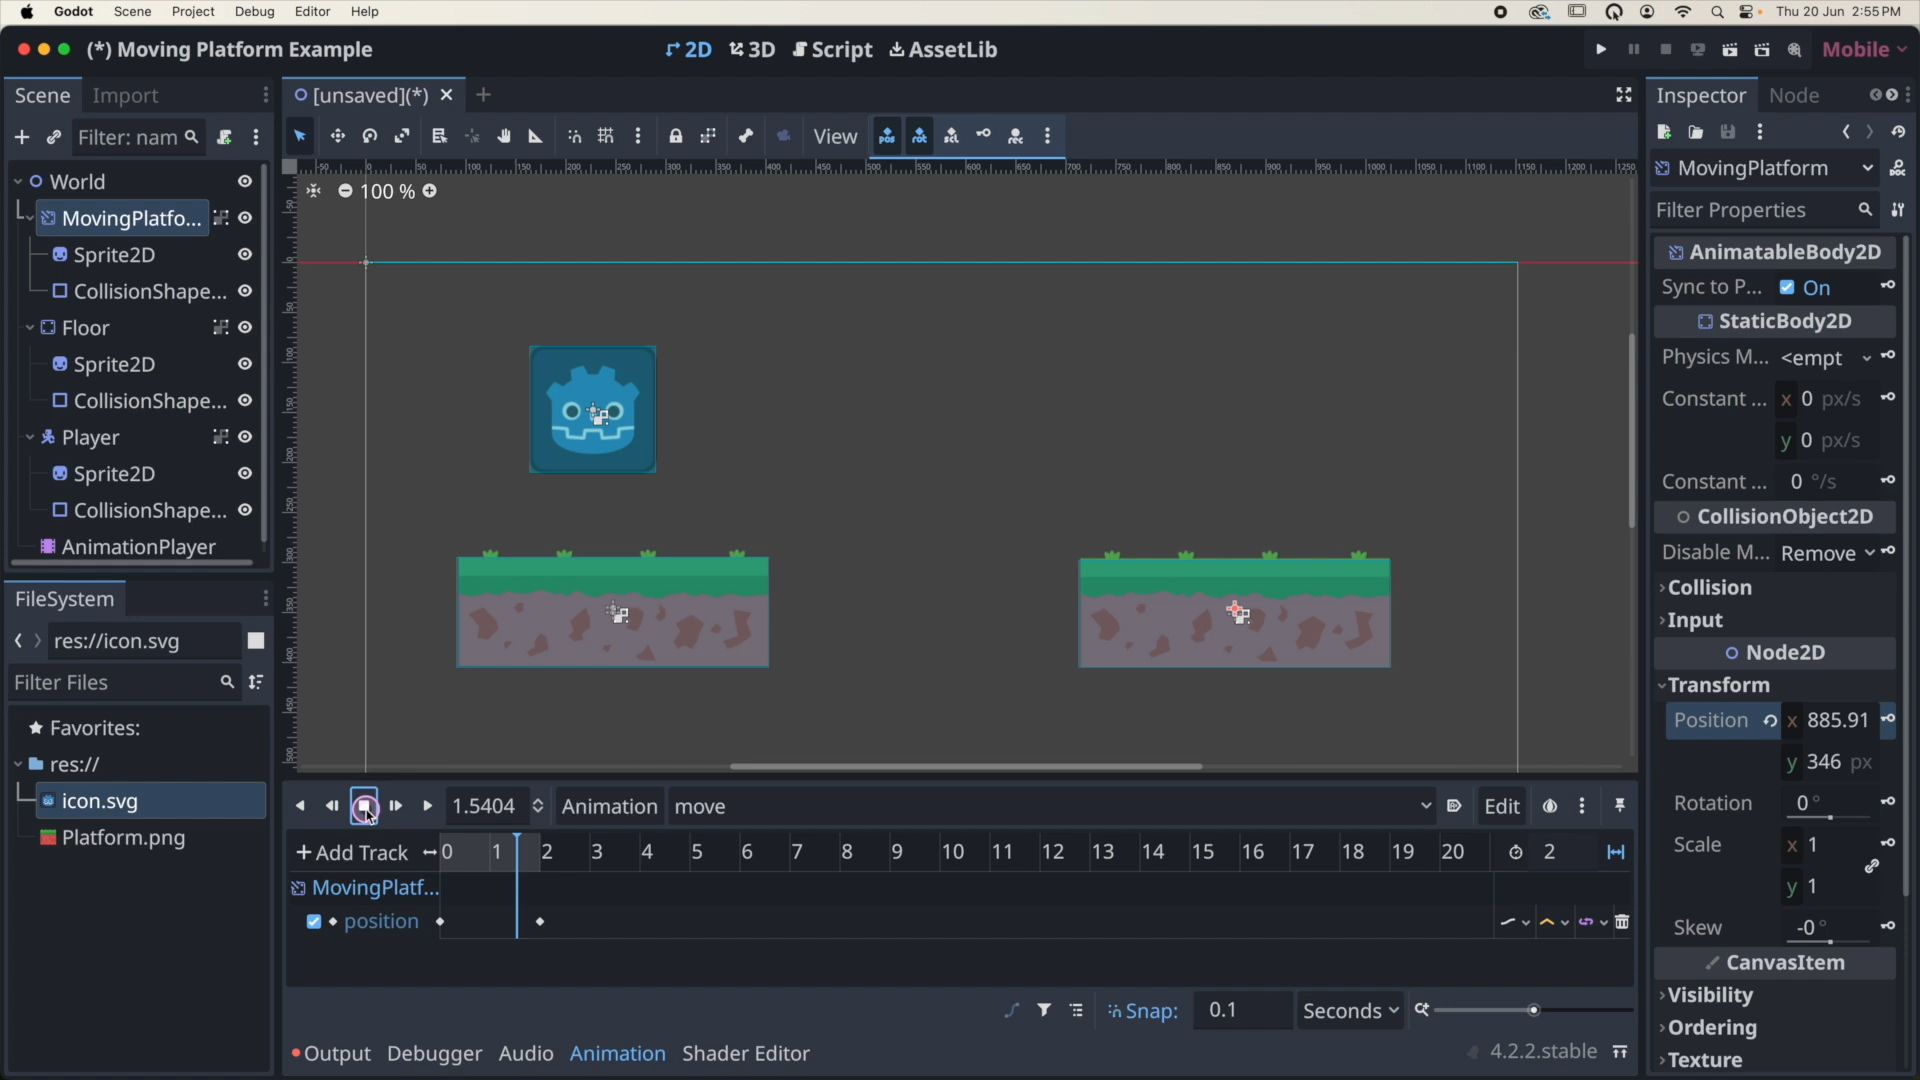 Godot Scene Project Debug Editor Help Thu 20 Jun 2:55 PM
(*) Moving Platform Example 2D 3D Script AssetLib Mobile
Scene Import
[unsaved](*)
Inspector Node
Filter: nam
View
MovingPlatform
Filter Properties
100 %
World
MovingPlatfo...
Sprite2D
CollisionShape...
Floor
Sprite2D
CollisionShape...
Player
Sprite2D
CollisionShape...
AnimationPlayer
AnimatableBody2D
Sync to P... On
StaticBody2D
Physics M... <empt
Constant ... x 0 px/s
y 0 px/s
Constant ... 0 °/s
CollisionObject2D
Disable M... Remove
Collision
Input
Node2D
Transform
Position x 885.91
y 346 px
Rotation 0 °
Scale x 1
y 1
Skew -0 °
CanvasItem
Visibility
Ordering
Texture
FileSystem
res://icon.svg
Filter Files
Favorites:
res://
icon.svg
Platform.png
1.5404 Animation move Edit
Add Track 0 1 2 3 4 5 6 7 8 9 10 11 12 13 14 15 16 17 18 19 20 2
MovingPlatf...
position
Snap: 0.1 Seconds
Output Debugger Audio Animation Shader Editor 4.2.2.stable